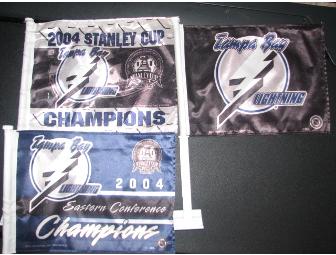 2004 STANLEY CUP
Tampa Bay
LIGHTNING
CHAMPIONS
Tampa Bay
LIGHTNING
Tampa Bay
LIGHTNING
2004
Eastern Conference
Champions